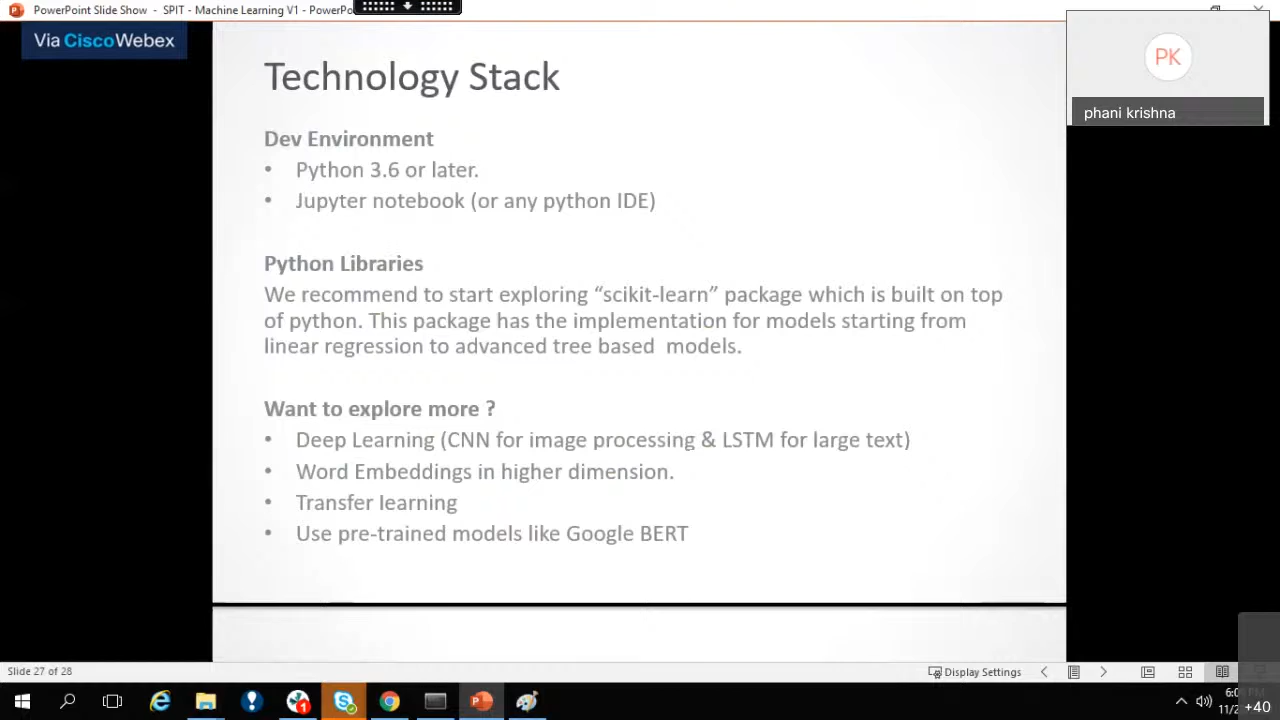 PowerPoint Slide Show - SPIT - Machine Learning V1 - PowerPo
Via CiscoWebex
PK
phani krishna
Technology Stack
Dev Environment
• Python 3.6 or later.
• Jupyter notebook (or any python IDE)
Python Libraries
We recommend to start exploring “scikit-learn” package which is built on top
of python. This package has the implementation for models starting from
linear regression to advanced tree based models.
Want to explore more ?
• Deep Learning (CNN for image processing & LSTM for large text)
• Word Embeddings in higher dimension.
• Transfer learning
• Use pre-trained models like Google BERT
Slide 27 of 28
Display Settings
+40